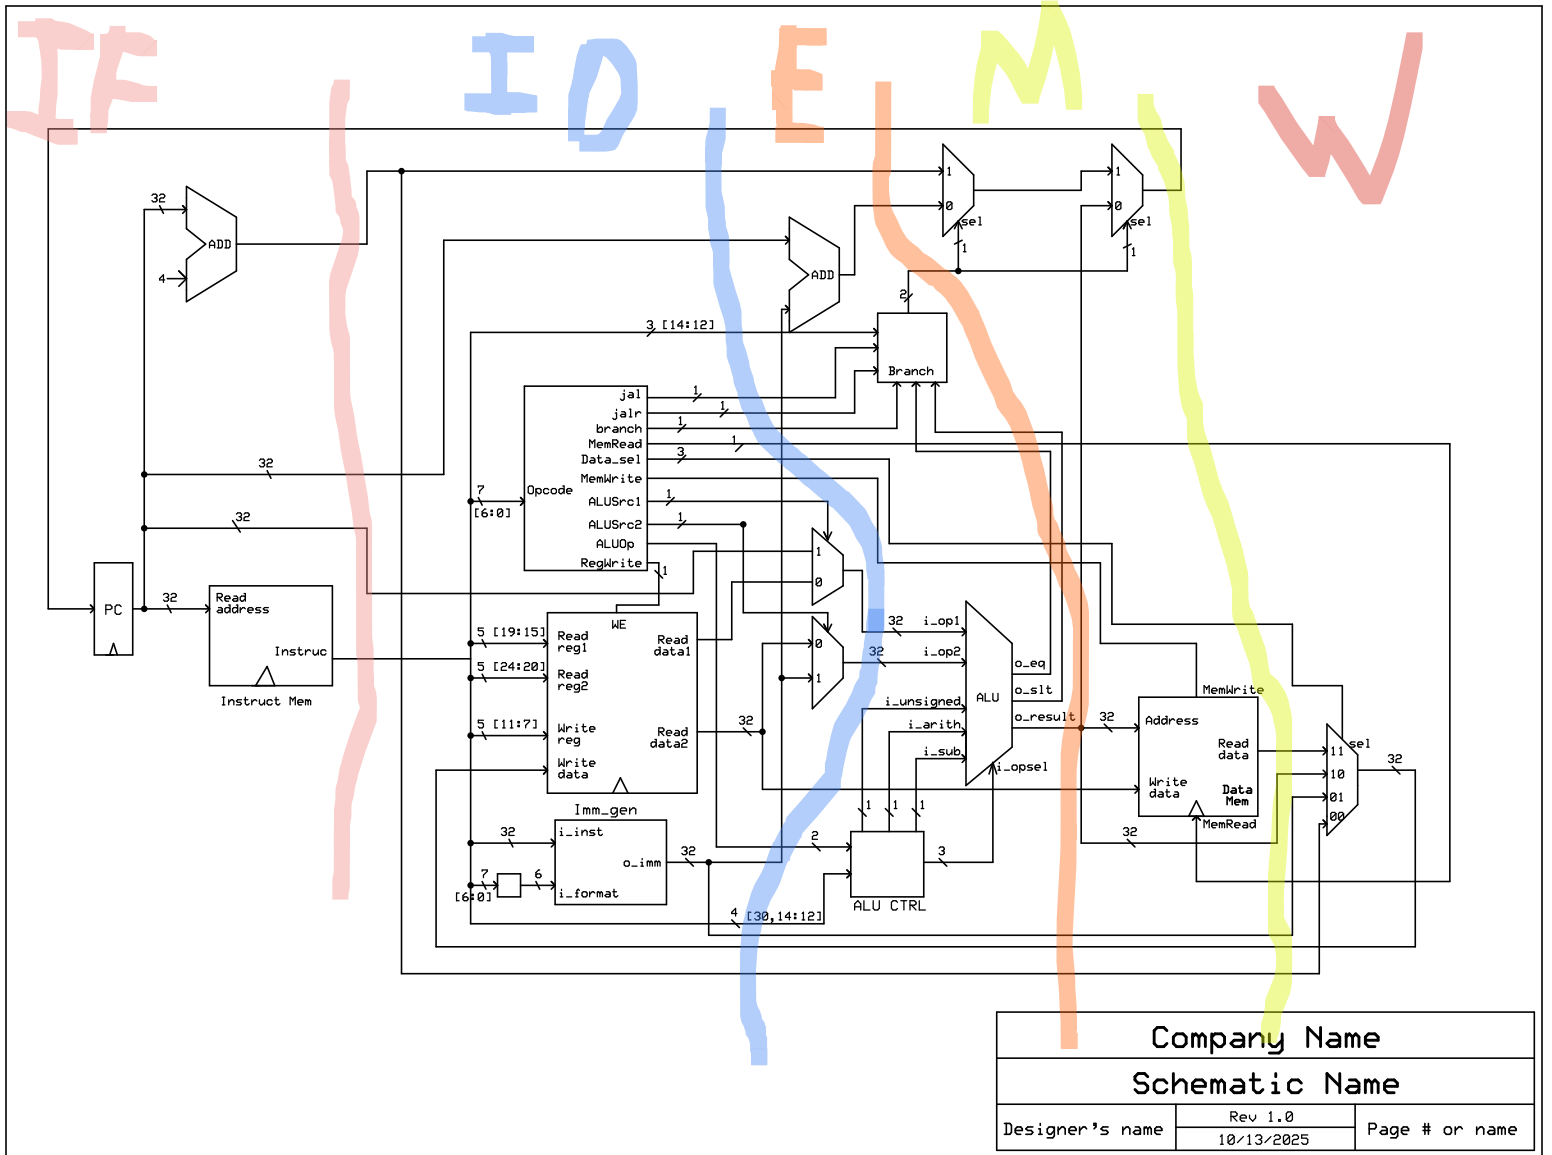 IF ID E M W
32
ADD
4
1
0
sel
1
1
0
sel
1
ADD
2
3 [14:12]
Branch
jal 1
jalr 1
branch 1
MemRead 1
Data_sel 3
MemWrite
Opcode
7
[6:0]
ALUSrc1 1
ALUSrc2 1
ALUOp
RegWrite
1
32
32
1
0
PC
32
Read
address
Instruc
Instruct Mem
WE
5 [19:15]
Read
reg1
Read
data1
5 [24:20]
Read
reg2
5 [11:7]
Write
reg
Read
data2
32
Write
data
0
1
32
i_op1
32
i_op2
i_unsigned
i_arith
i_sub
i_opsel
ALU
o_eq
o_slt
o_result
32
MemWrite
Address
Read
data
Write
data
Data
Mem
MemRead
sel
11
10
01
00
32
32
Imm_gen
32
i_inst
o_imm
32
7
[6:0]
6
i_format
1
1
1
2
3
ALU CTRL
4 [30,14:12]
Company Name
Schematic Name
Designer's name
Rev 1.0
10/13/2025
Page # or name